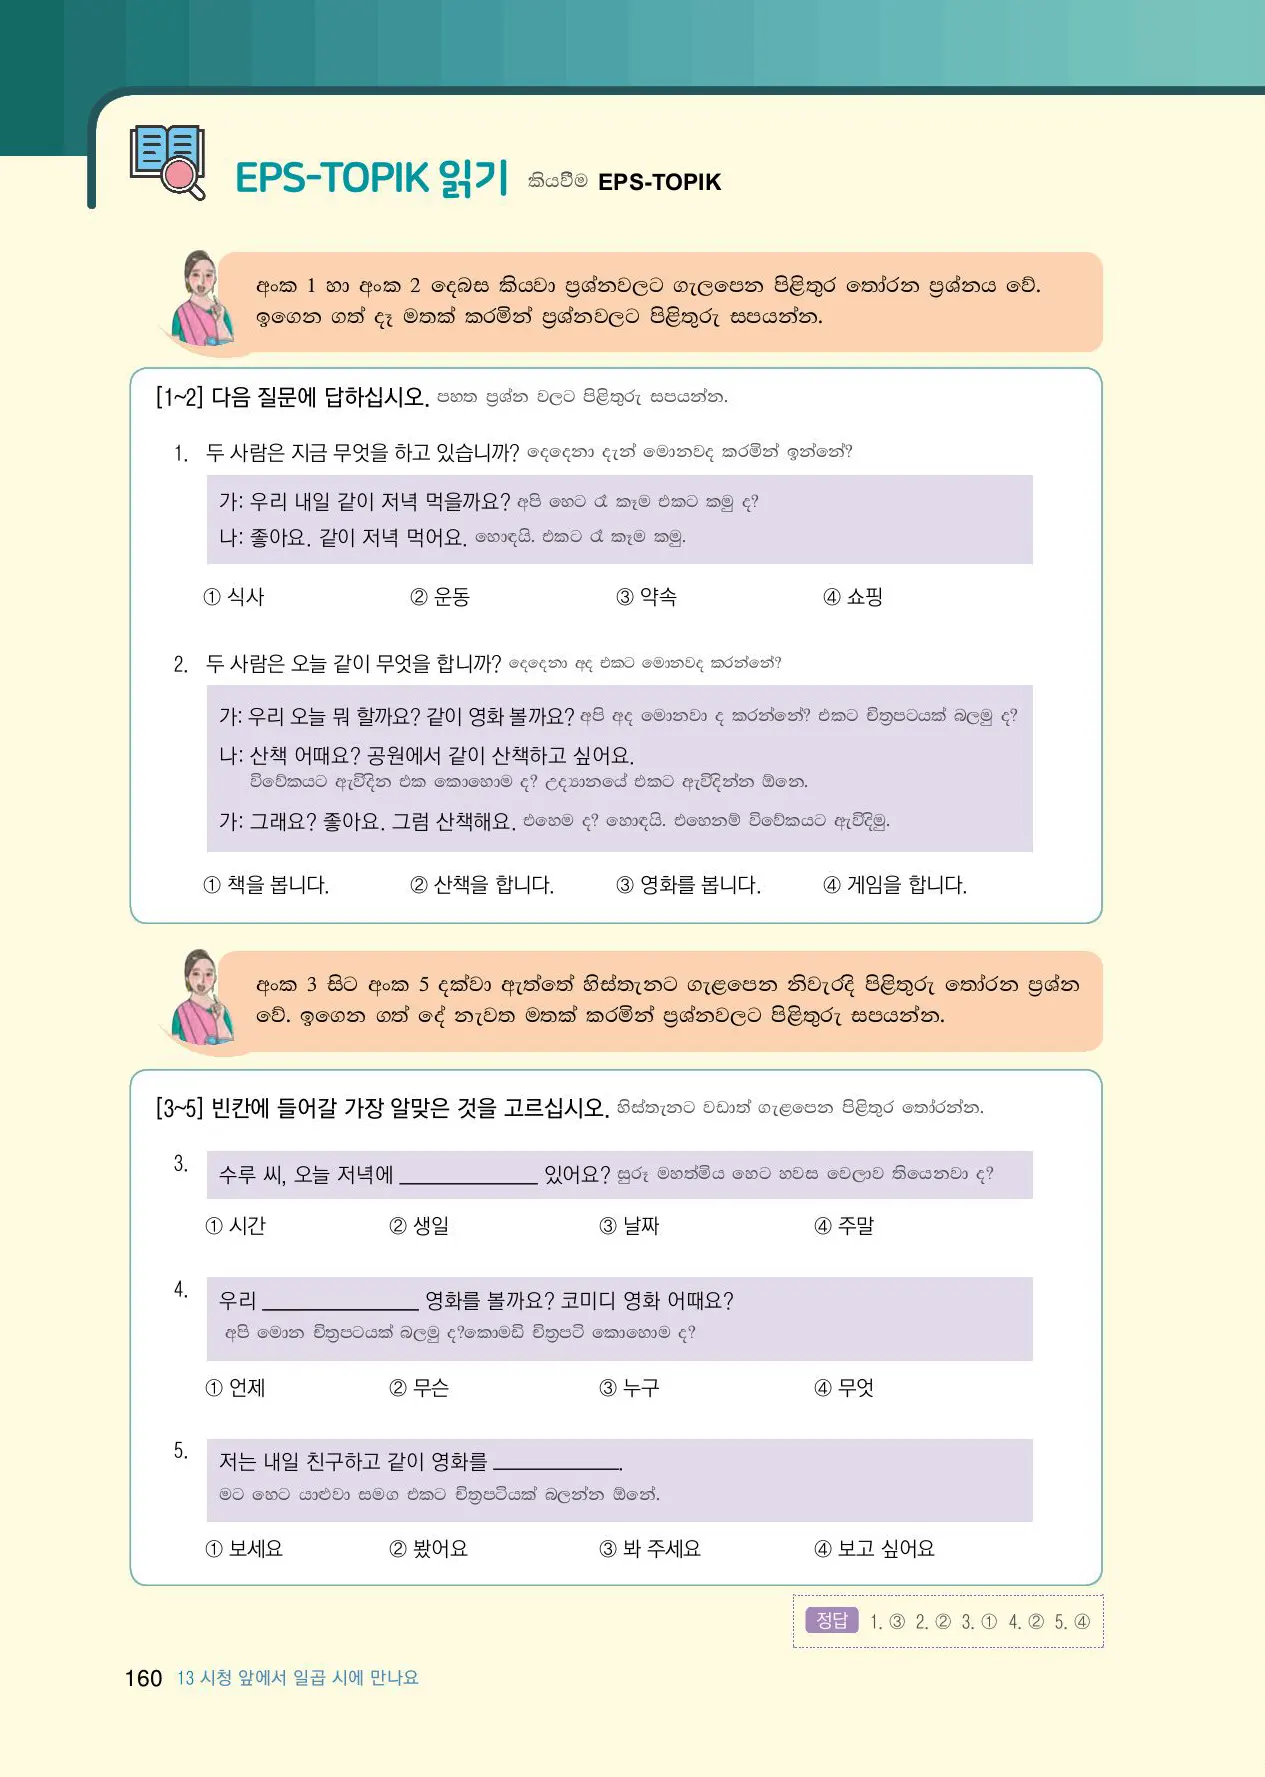 EPS-TOPIK 읽기 කියවීම EPS-TOPIK
අංක 1 හා අංක 2 දෙබස කියවා ප්‍රශ්නවලට ගැලපෙන පිළිතුර තෝරන ප්‍රශ්නය වේ.
ඉගෙන ගත් දෑ මතක් කරමින් ප්‍රශ්නවලට පිළිතුරු සපයන්න.
[1~2] 다음 질문에 답하십시오. පහත ප්‍රශ්න වලට පිළිතුරු සපයන්න.
1. 두 사람은 지금 무엇을 하고 있습니까? දෙදෙනා දැන් මොනවද කරමින් ඉන්නේ?
가: 우리 내일 같이 저녁 먹을까요? අපි හෙට රෑ කෑම එකට කමු ද?
나: 좋아요. 같이 저녁 먹어요. හොඳයි. එකට රෑ කෑම කමු.
① 식사 ② 운동 ③ 약속 ④ 쇼핑
2. 두 사람은 오늘 같이 무엇을 합니까? දෙදෙනා අද එකට මොනවද කරන්නේ?
가: 우리 오늘 뭐 할까요? 같이 영화 볼까요? අපි අද මොනවා ද කරන්නේ? එකට චිත්‍රපටයක් බලමු ද?
나: 산책 어때요? 공원에서 같이 산책하고 싶어요.
විවේකයට ඇවිදින එක කොහොම ද? උද්‍යානයේ එකට ඇවිදින්න ඕනෙ.
가: 그래요? 좋아요. 그럼 산책해요. එහෙම ද? හොඳයි. එහෙනම් විවේකයට ඇවිදිමු.
① 책을 봅니다. ② 산책을 합니다. ③ 영화를 봅니다. ④ 게임을 합니다.
අංක 3 සිට අංක 5 දක්වා ඇත්තේ හිස්තැනට ගැළපෙන නිවැරදි පිළිතුරු තෝරන ප්‍රශ්න
වේ. ඉගෙන ගත් දේ නැවත මතක් කරමින් ප්‍රශ්නවලට පිළිතුරු සපයන්න.
[3~5] 빈칸에 들어갈 가장 알맞은 것을 고르십시오. හිස්තැනට වඩාත් ගැළපෙන පිළිතුර තෝරන්න.
3. 수루 씨, 오늘 저녁에 ____________ 있어요? සුරූ මහත්මිය හෙට හවස වෙලාව තියෙනවා ද?
① 시간 ② 생일 ③ 날짜 ④ 주말
4. 우리 ____________ 영화를 볼까요? 코미디 영화 어때요?
අපි මොන චිත්‍රපටයක් බලමු ද?කොමඩි චිත්‍රපටි කොහොම ද?
① 언제 ② 무슨 ③ 누구 ④ 무엇
5. 저는 내일 친구하고 같이 영화를 ____________.
මට හෙට යාළුවා සමග එකට චිත්‍රපටියක් බලන්න ඕනේ.
① 보세요 ② 봤어요 ③ 봐 주세요 ④ 보고 싶어요
정답 1. ③ 2. ② 3. ① 4. ② 5. ④
160 13 시청 앞에서 일곱 시에 만나요